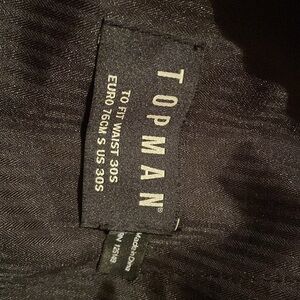 TOPMAN®
TO FIT WAIST 30S
EURO 76CM S US 30S
Made in China